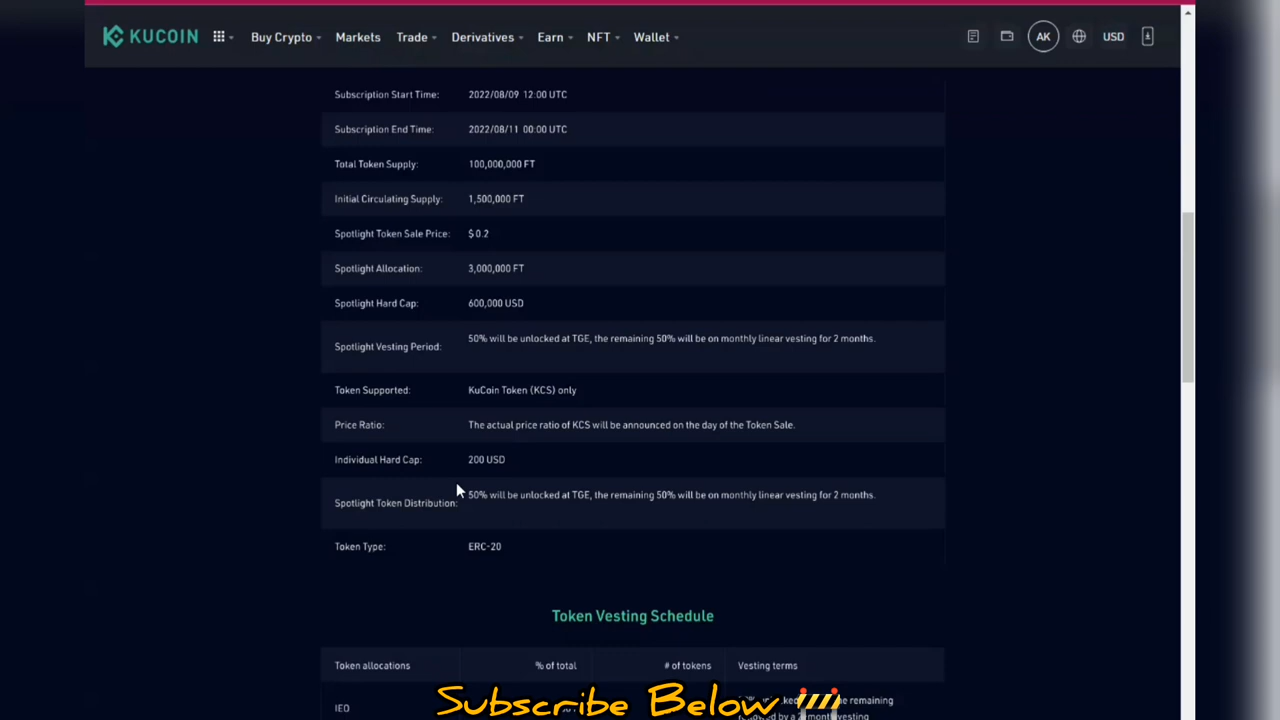 KUCOIN Buy Crypto Markets Trade Derivatives Earn NFT Wallet AK USD
Subscription Start Time: 2022/08/09 12:00 UTC
Subscription End Time: 2022/08/11 00:00 UTC
Total Token Supply: 100,000,000 FT
Initial Circulating Supply: 1,500,000 FT
Spotlight Token Sale Price: $ 0.2
Spotlight Allocation: 3,000,000 FT
Spotlight Hard Cap: 600,000 USD
Spotlight Vesting Period: 50% will be unlocked at TGE, the remaining 50% will be on monthly linear vesting for 2 months.
Token Supported: KuCoin Token (KCS) only
Price Ratio: The actual price ratio of KCS will be announced on the day of the Token Sale.
Individual Hard Cap: 200 USD
Spotlight Token Distribution: 50% will be unlocked at TGE, the remaining 50% will be on monthly linear vesting for 2 months.
Token Type: ERC-20
Token Vesting Schedule
Token allocations % of total # of tokens Vesting terms
IEO the remaining
followed by a 2 month vesting
Subscribe Below